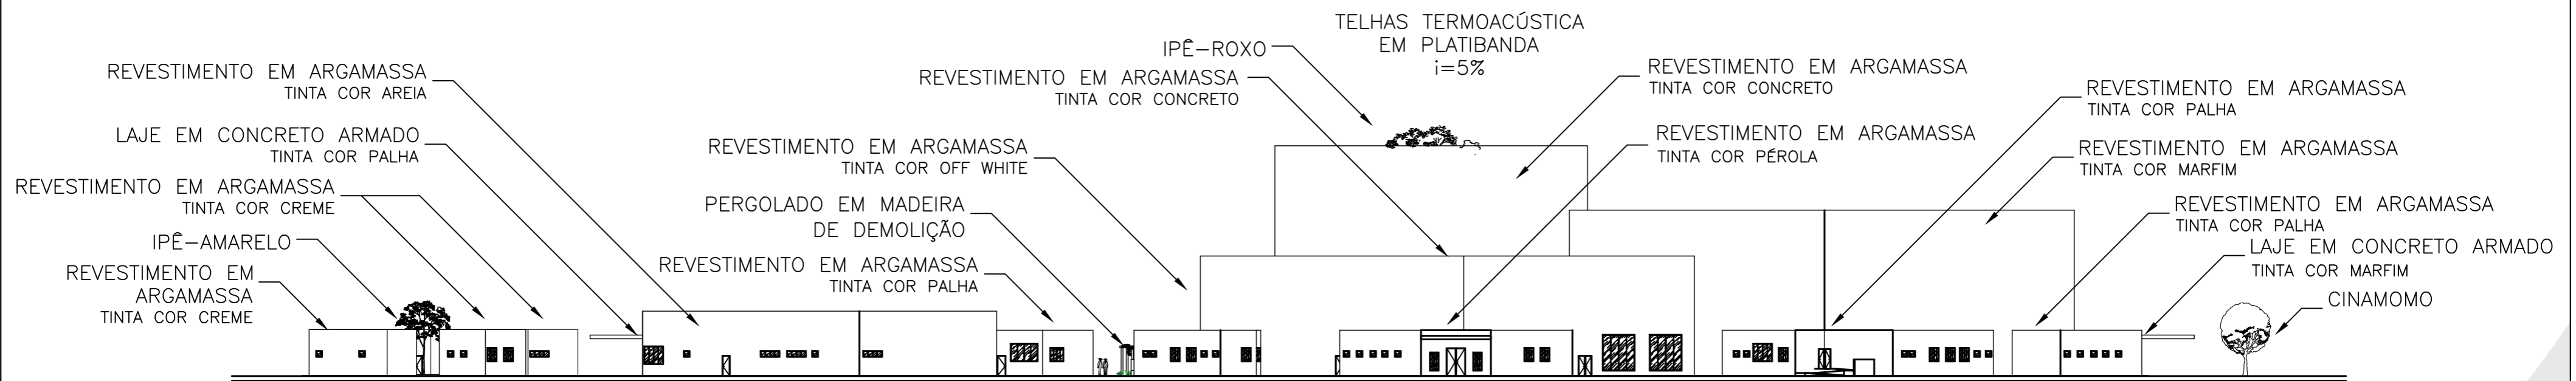 REVESTIMENTO EM ARGAMASSA
TINTA COR AREIA
LAJE EM CONCRETO ARMADO
TINTA COR PALHA
REVESTIMENTO EM ARGAMASSA
TINTA COR CREME
IPÊ-AMARELO
REVESTIMENTO EM
ARGAMASSA
TINTA COR CREME
IPÊ-ROXO
REVESTIMENTO EM ARGAMASSA
TINTA COR CONCRETO
REVESTIMENTO EM ARGAMASSA
TINTA COR OFF WHITE
PERGOLADO EM MADEIRA
DE DEMOLIÇÃO
REVESTIMENTO EM ARGAMASSA
TINTA COR PALHA
TELHAS TERMOACÚSTICA
EM PLATIBANDA
i=5%
REVESTIMENTO EM ARGAMASSA
TINTA COR CONCRETO
REVESTIMENTO EM ARGAMASSA
TINTA COR PÉROLA
REVESTIMENTO EM ARGAMASSA
TINTA COR PALHA
REVESTIMENTO EM ARGAMASSA
TINTA COR MARFIM
REVESTIMENTO EM ARGAMASSA
TINTA COR PALHA
LAJE EM CONCRETO ARMADO
TINTA COR MARFIM
CINAMOMO